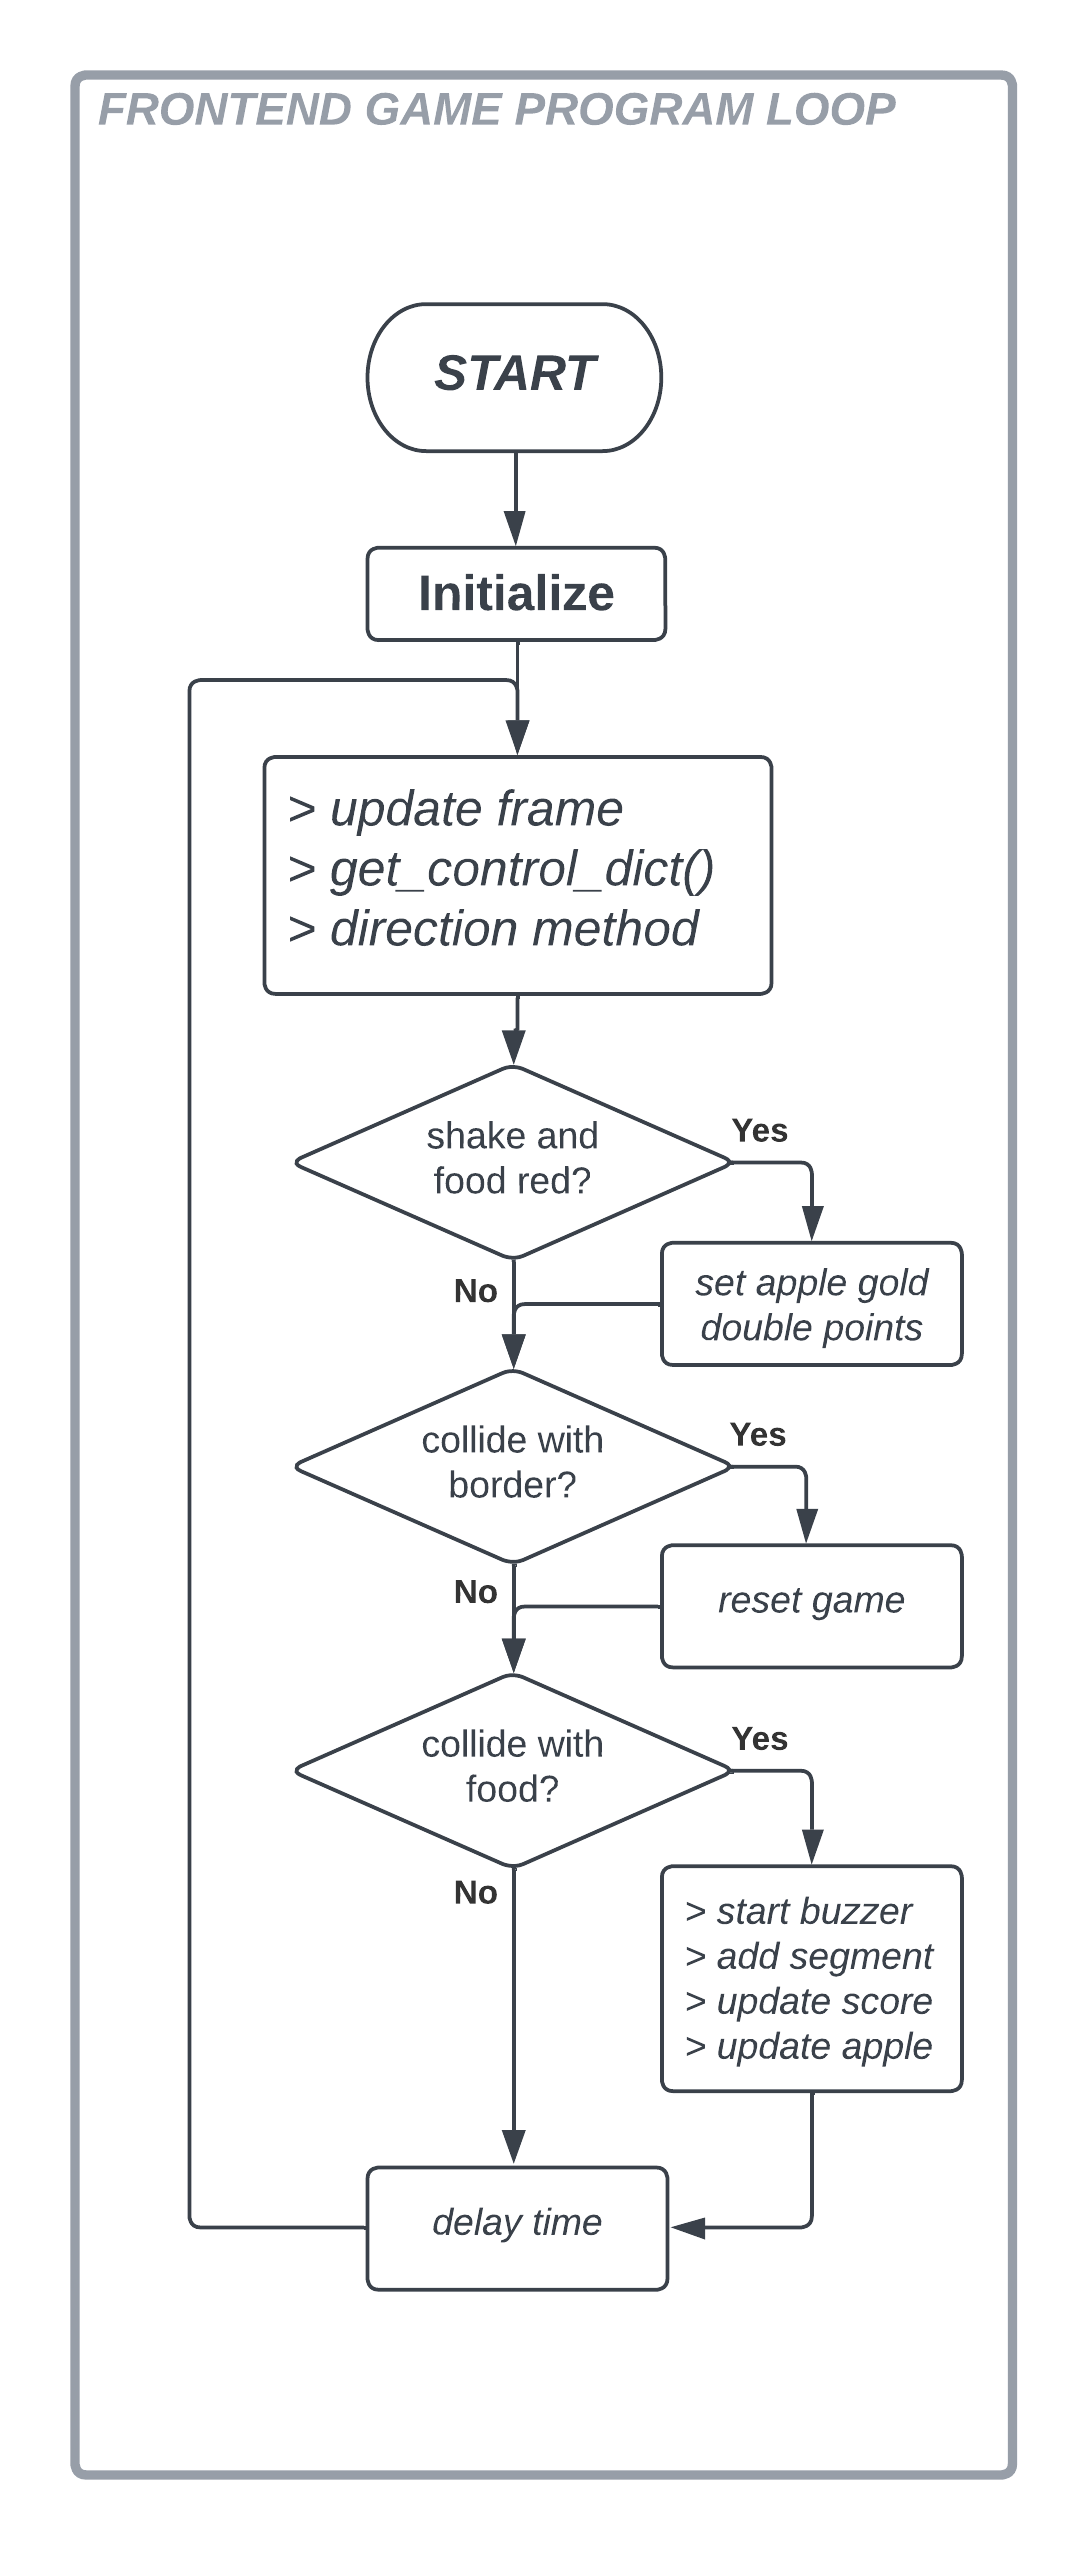 FRONTEND GAME PROGRAM LOOP
START
Initialize
> update frame
> get_control_dict()
> direction method
shake and
food red?
Yes
set apple gold
double points
No
collide with
border?
Yes
reset game
No
collide with
food?
Yes
> start buzzer
> add segment
> update score
> update apple
No
delay time